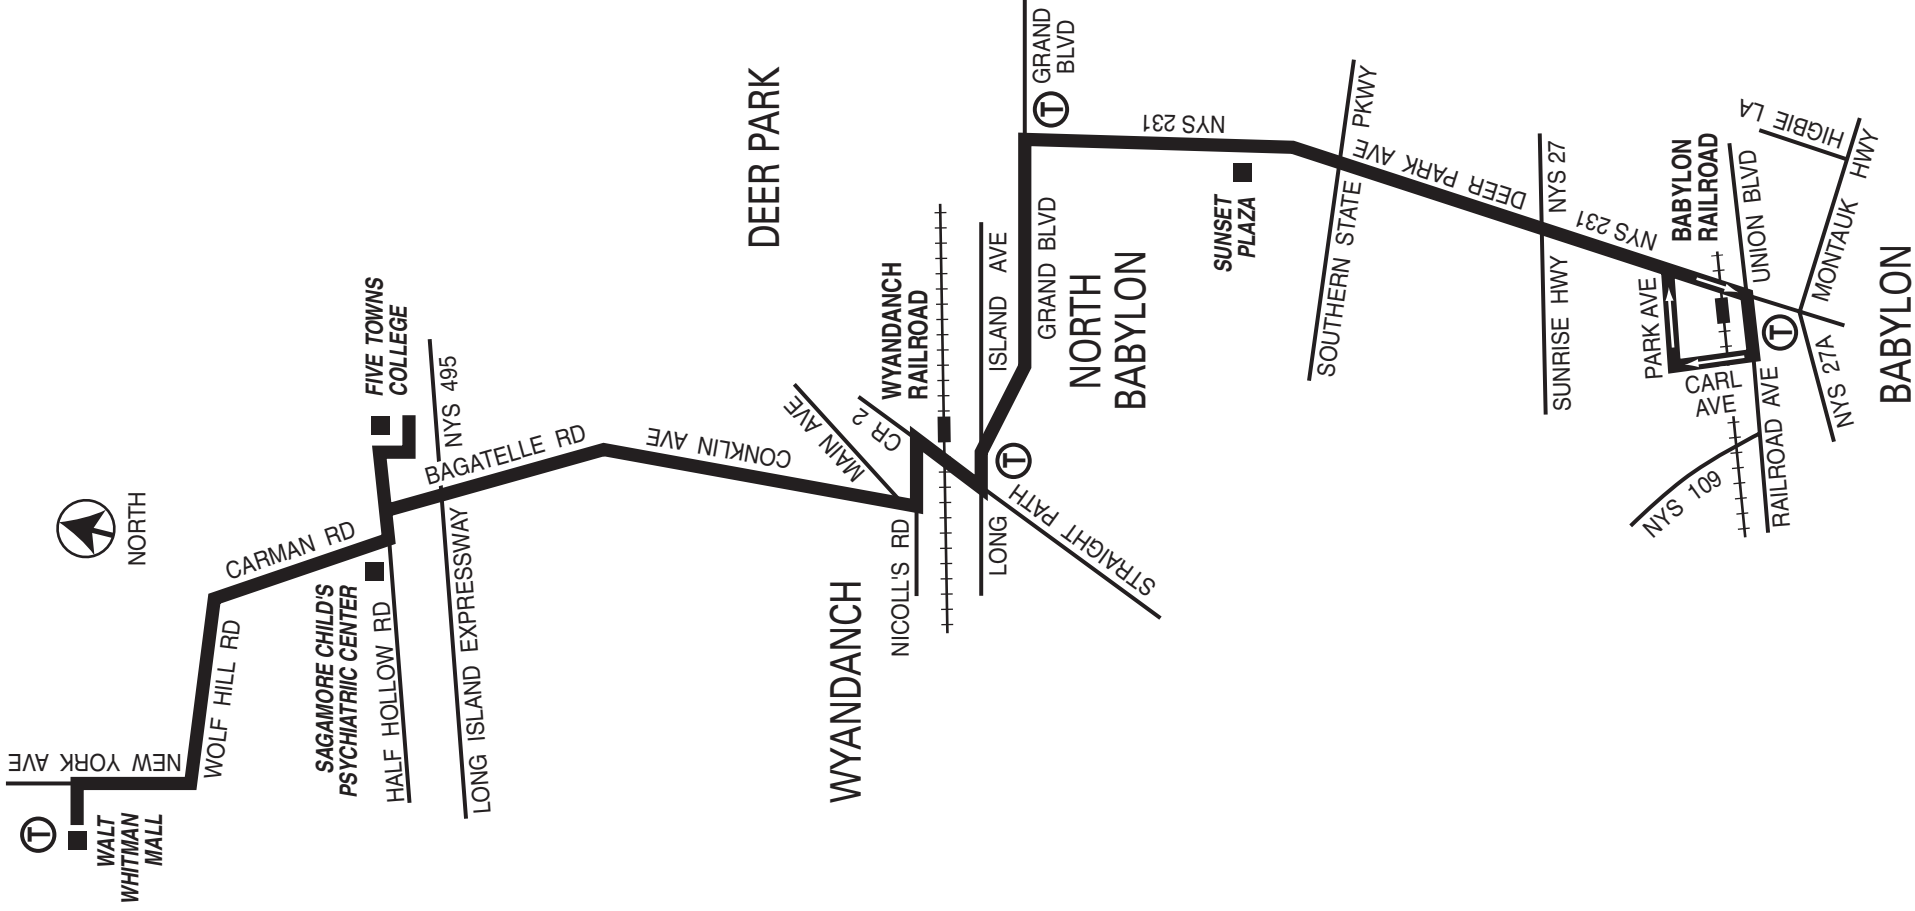 NEW YORK AVE
T
WALT
WHITMAN
MALL
WOLF HILL RD
NORTH
CARMAN RD
SAGAMORE CHILD'S
PSYCHIATRIC CENTER
FIVE TOWNS
COLLEGE
HALF HOLLOW RD
LONG ISLAND EXPRESSWAY
NYS 495
BAGATELLE RD
CONKLIN AVE
DEER PARK
MAIN AVE
CR 2
WYANDANCH
NICOLL'S RD
WYANDANCH
RAILROAD
LONG ISLAND AVE
T
STRAIGHT PATH
GRAND BLVD
GRAND
BLVD
T
NORTH
BABYLON
NYS 231
SUNSET
PLAZA
SOUTHERN STATE PKWY
DEER PARK AVE
SUNRISE HWY
NYS 27
NYS 231
PARK AVE
BABYLON
RAILROAD
CARL
AVE
UNION BLVD
T
NYS 109
RAILROAD AVE
NYS 27A
MONTAUK HWY
HIGBIE LA
BABYLON